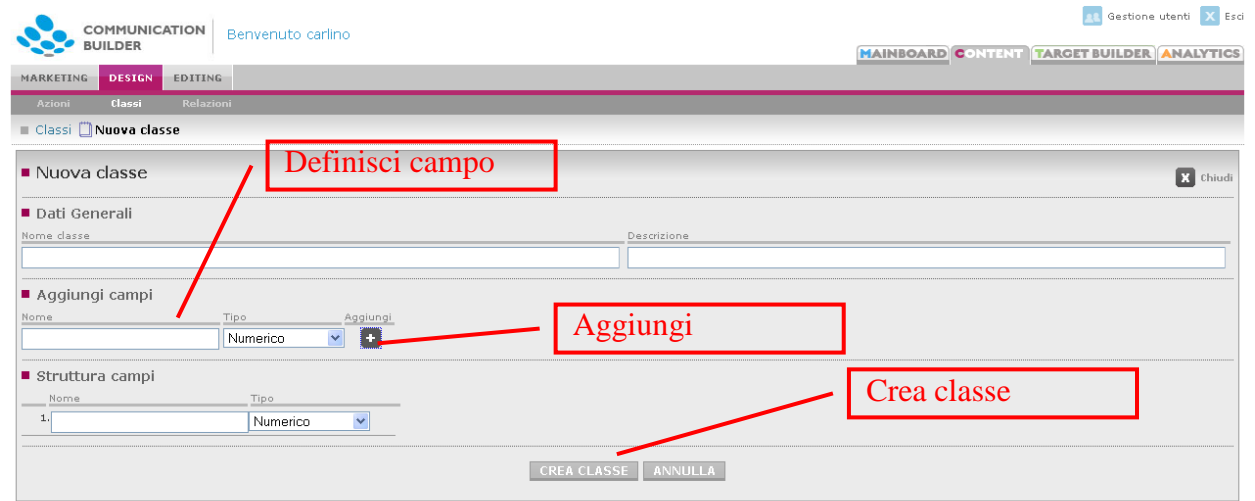 Gestione utenti X Esci
COMMUNICATION
BUILDER
Benvenuto carlino
MAINBOARD CONTENT TARGET BUILDER ANALYTICS
MARKETING DESIGN EDITING
Azioni Classi Relazioni
Classi Nuova classe
Definisci campo
Nuova classe
X Chiudi
Dati Generali
Nome classe Descrizione
Aggiungi campi
Nome Tipo Aggiungi
Numerico +
Aggiungi
Struttura campi
Nome Tipo
1. Numerico
Crea classe
CREA CLASSE ANNULLA